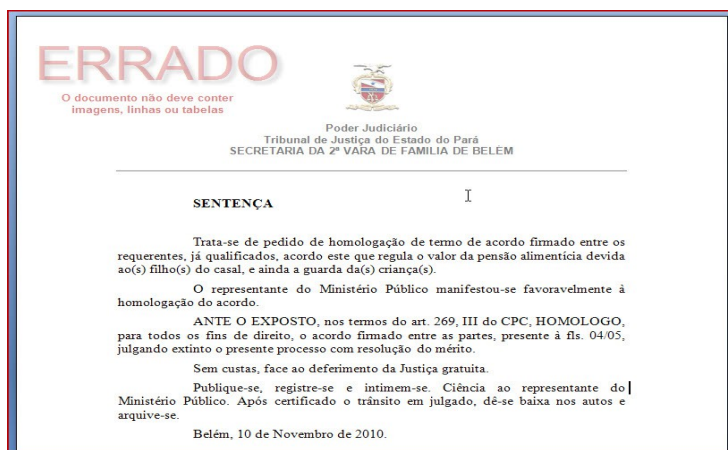 ERRADO
O documento não deve conter
imagens, linhas ou tabelas
Poder Judiciário
Tribunal de Justiça do Estado do Pará
SECRETARIA DA 2ª VARA DE FAMILIA DE BELÉM
SENTENÇA
Trata-se de pedido de homologação de termo de acordo firmado entre os
requerentes, já qualificados, acordo este que regula o valor da pensão alimentícia devida
ao(s) filho(s) do casal, e ainda a guarda da(s) criança(s).
O representante do Ministério Público manifestou-se favoravelmente à
homologação do acordo.
ANTE O EXPOSTO, nos termos do art. 269, III do CPC, HOMOLOGO,
para todos os fins de direito, o acordo firmado entre as partes, presente à fls. 04/05,
julgando extinto o presente processo com resolução do mérito.
Sem custas, face ao deferimento da Justiça gratuita.
Publique-se, registre-se e intimem-se. Ciência ao representante do
Ministério Público. Após certificado o trânsito em julgado, dê-se baixa nos autos e
arquive-se.
Belém, 10 de Novembro de 2010.